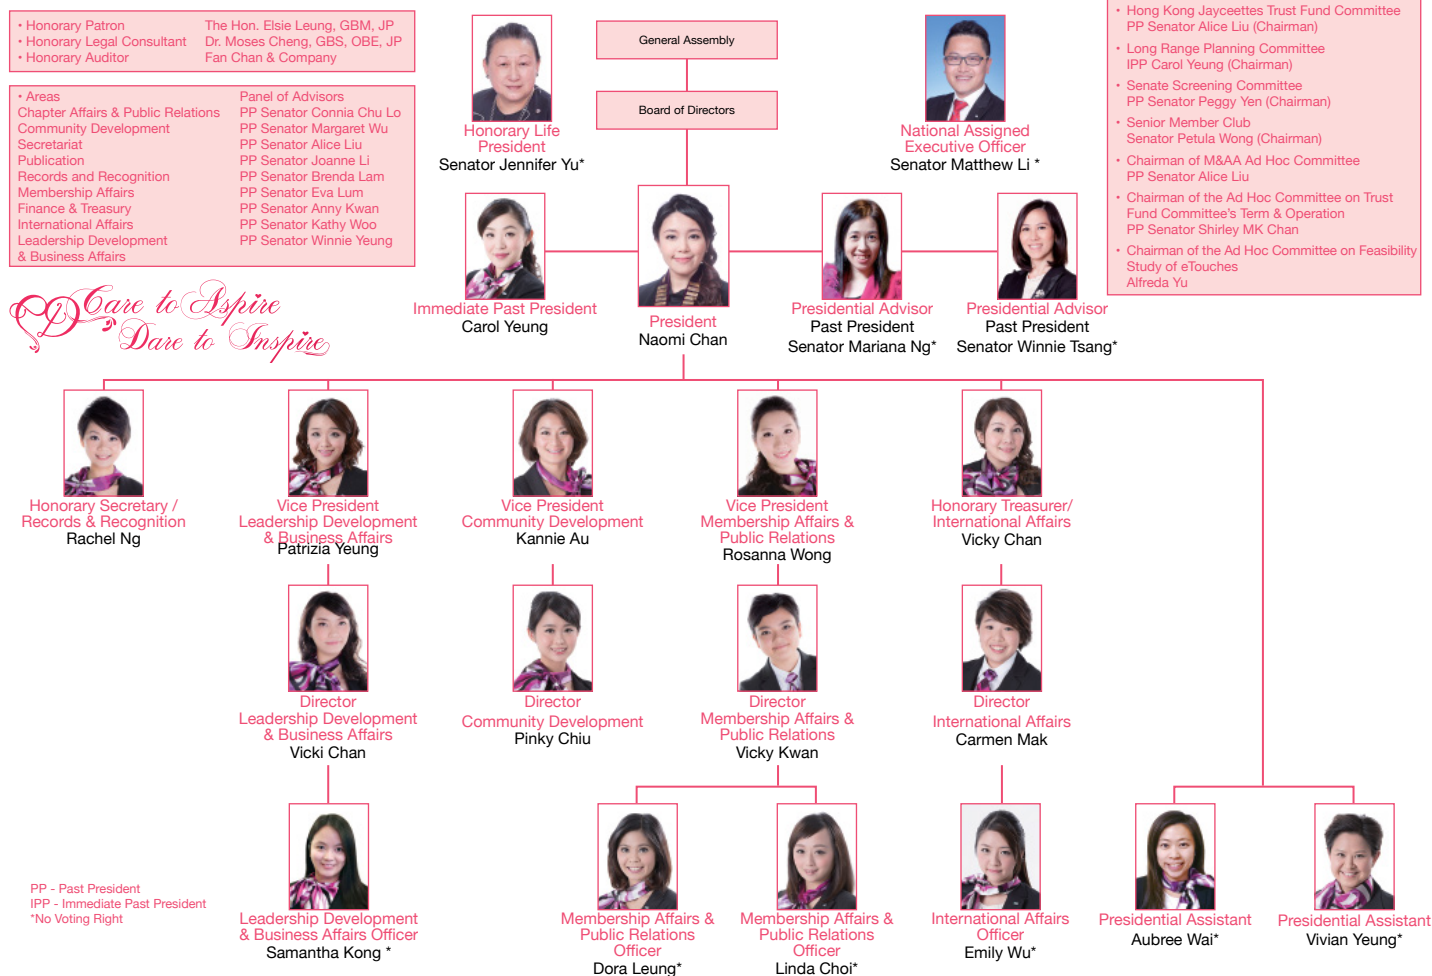 • Honorary Patron The Hon. Elsie Leung, GBM, JP
• Honorary Legal Consultant Dr. Moses Cheng, GBS, OBE, JP
• Honorary Auditor Fan Chan & Company
• Areas Panel of Advisors
Chapter Affairs & Public Relations PP Senator Connia Chu Lo
Community Development PP Senator Margaret Wu
Secretariat PP Senator Alice Liu
Publication PP Senator Joanne Li
Records and Recognition PP Senator Brenda Lam
Membership Affairs PP Senator Eva Lum
Finance & Treasury PP Senator Anny Kwan
International Affairs PP Senator Kathy Woo
Leadership Development PP Senator Winnie Yeung
& Business Affairs
Care to Aspire
Dare to Inspire
General Assembly
Board of Directors
Honorary Life
President
Senator Jennifer Yu*
National Assigned
Executive Officer
Senator Matthew Li *
• Hong Kong Jayceettes Trust Fund Committee
PP Senator Alice Liu (Chairman)
• Long Range Planning Committee
IPP Carol Yeung (Chairman)
• Senate Screening Committee
PP Senator Peggy Yen (Chairman)
• Senior Member Club
Senator Petula Wong (Chairman)
• Chairman of M&AA Ad Hoc Committee
PP Senator Alice Liu
• Chairman of the Ad Hoc Committee on Trust
Fund Committee's Term & Operation
PP Senator Shirley MK Chan
• Chairman of the Ad Hoc Committee on Feasibility
Study of eTouches
Alfreda Yu
Immediate Past President
Carol Yeung
President
Naomi Chan
Presidential Advisor
Past President
Senator Mariana Ng*
Presidential Advisor
Past President
Senator Winnie Tsang*
Honorary Secretary /
Records & Recognition
Rachel Ng
Vice President
Leadership Development
& Business Affairs
Patrizia Yeung
Vice President
Community Development
Kannie Au
Vice President
Membership Affairs &
Public Relations
Rosanna Wong
Honorary Treasurer/
International Affairs
Vicky Chan
Director
Leadership Development
& Business Affairs
Vicki Chan
Director
Community Development
Pinky Chiu
Director
Membership Affairs &
Public Relations
Vicky Kwan
Director
International Affairs
Carmen Mak
PP - Past President
IPP - Immediate Past President
*No Voting Right
Leadership Development
& Business Affairs Officer
Samantha Kong *
Membership Affairs &
Public Relations
Officer
Dora Leung*
Membership Affairs &
Public Relations
Officer
Linda Choi*
International Affairs
Officer
Emily Wu*
Presidential Assistant
Aubree Wai*
Presidential Assistant
Vivian Yeung*